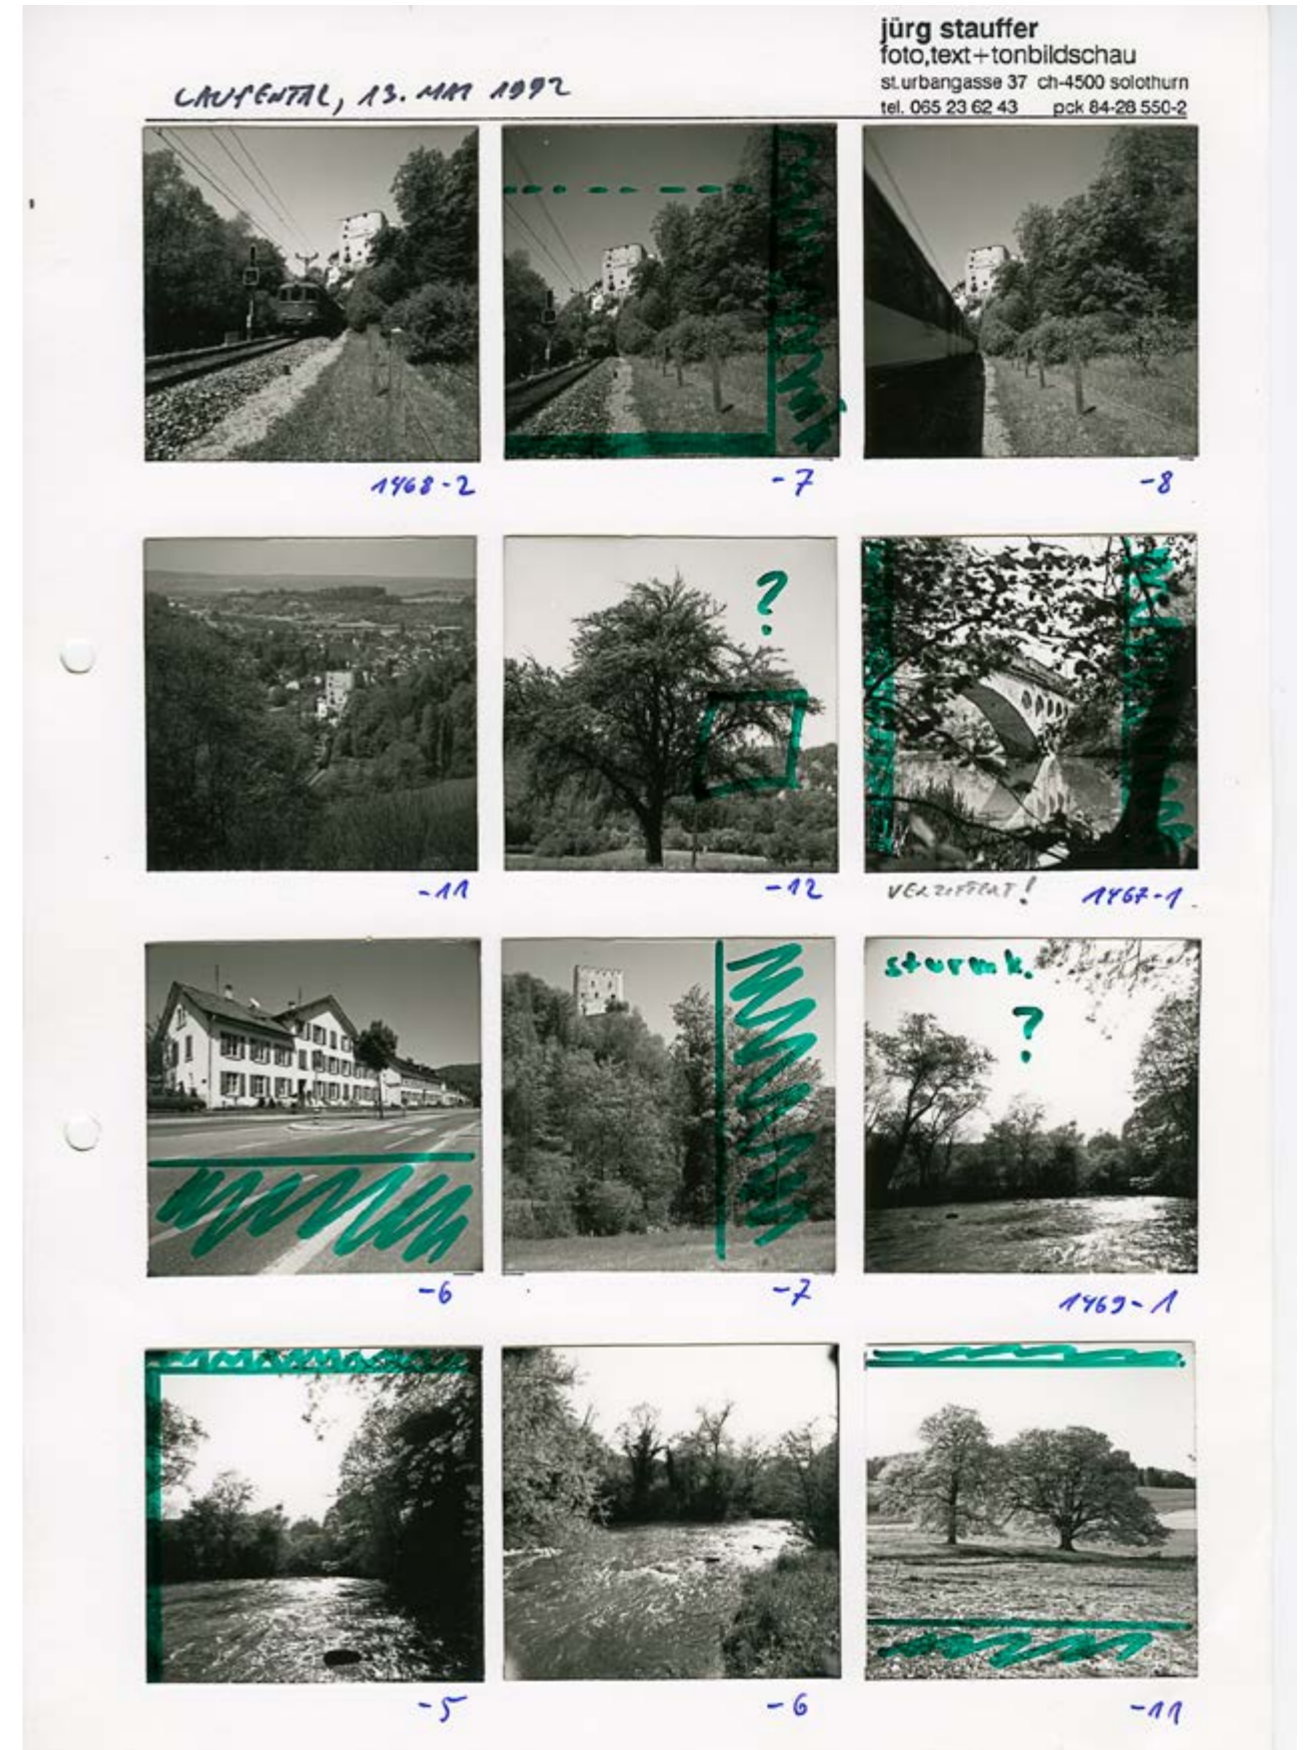 jürg stauffer
foto,text+tonbildschau
st.urbangasse 37 ch-4500 solothurn
tel. 065 23 62 43 pck 84-28 550-2
LAUFENTAL, 13. MAI 1992
1468-2
-7
-8
?
-11
-12
1467-1
sturmk.
?
-6
-7
1469-1
-5
-6
-11